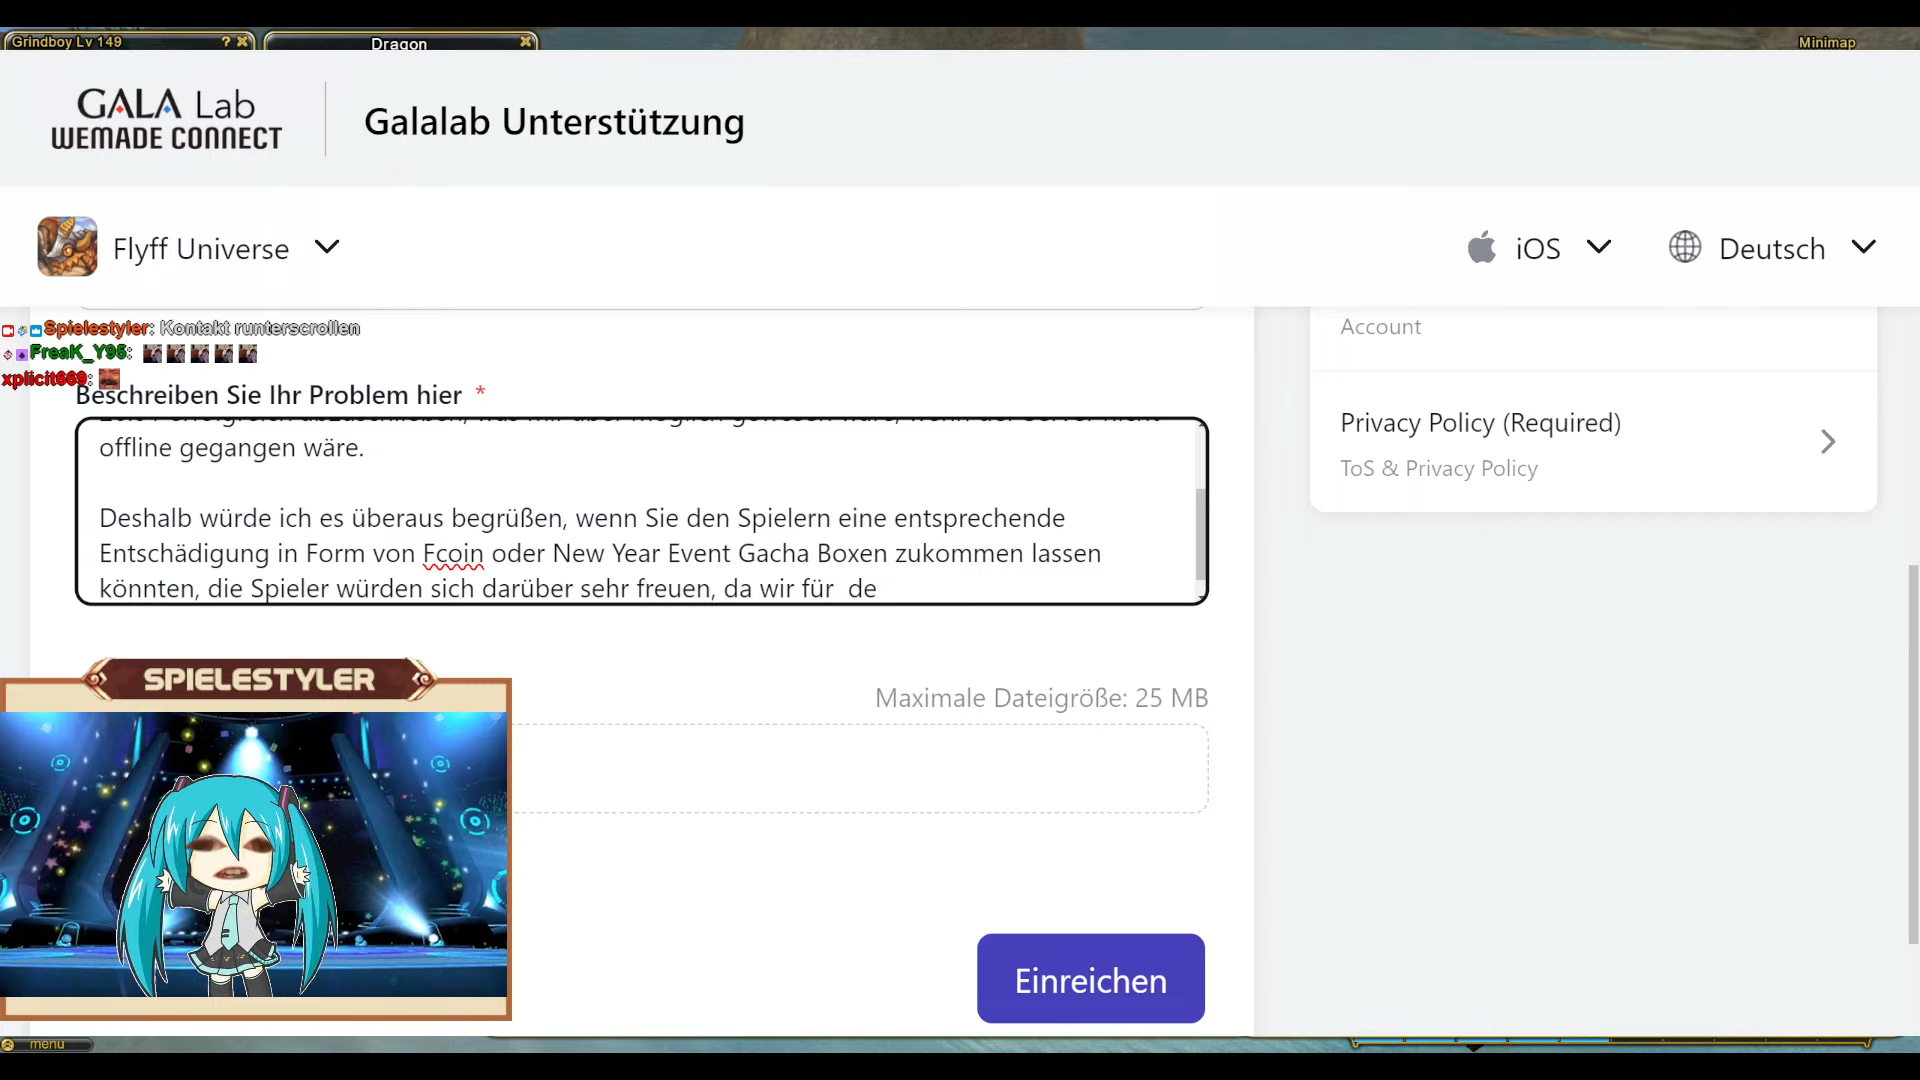 Grindboy Lv 149
?
Dragon
Minimap
GALA Lab
WEMADE CONNECT
Galalab Unterstützung
Flyff Universe
iOS
Deutsch
Spielestyler: Kontakt runterscrollen
FreaK_Y95:
xplicit669:
Beschreiben Sie Ihr Problem hier *
offline gegangen wäre.
Deshalb würde ich es überaus begrüßen, wenn Sie den Spielern eine entsprechende
Entschädigung in Form von Fcoin oder New Year Event Gacha Boxen zukommen lassen
könnten, die Spieler würden sich darüber sehr freuen, da wir für  de
Account
Privacy Policy (Required)
ToS & Privacy Policy
Maximale Dateigröße: 25 MB
SPIELESTYLER
Einreichen
menu